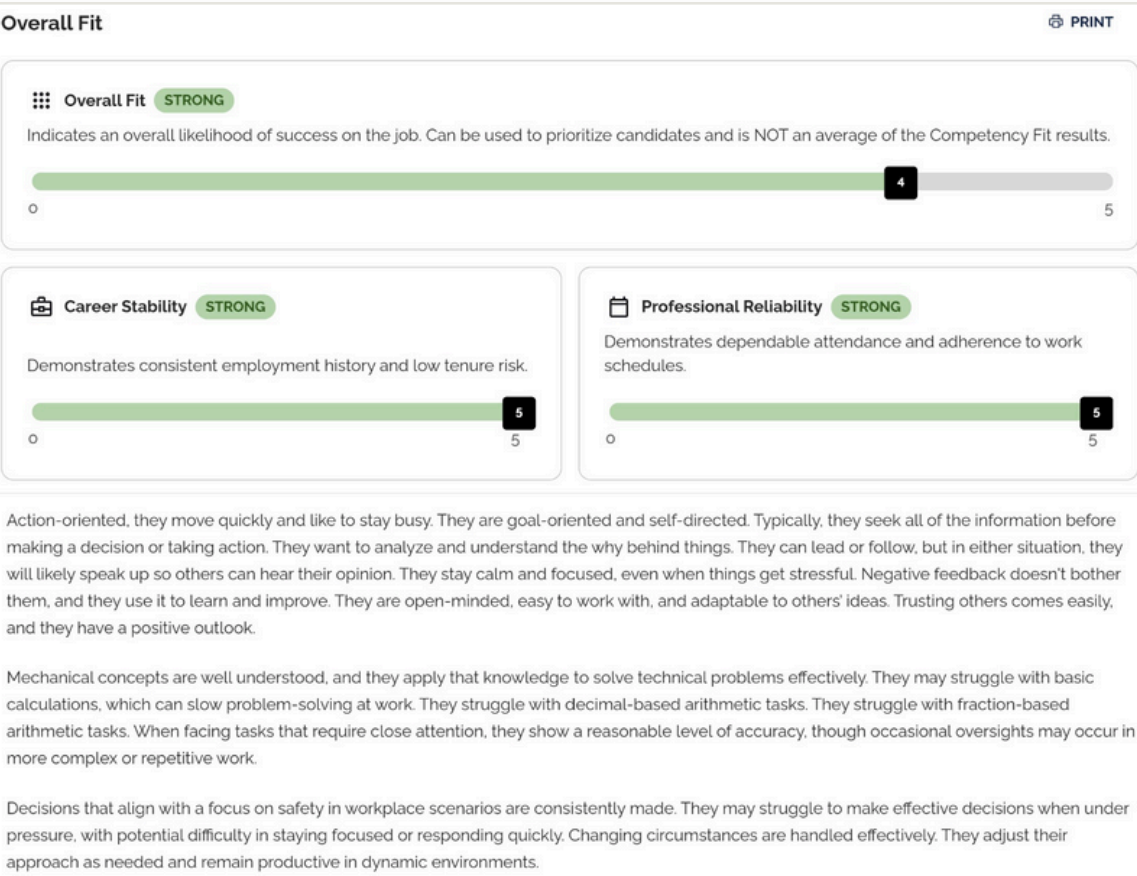 Overall Fit
PRINT
Overall Fit STRONG
Indicates an overall likelihood of success on the job. Can be used to prioritize candidates and is NOT an average of the Competency Fit results.
4
0 5
Career Stability STRONG
Demonstrates consistent employment history and low tenure risk.
5
0 5
Professional Reliability STRONG
Demonstrates dependable attendance and adherence to work
schedules.
5
0 5
Action-oriented, they move quickly and like to stay busy. They are goal-oriented and self-directed. Typically, they seek all of the information before
making a decision or taking action. They want to analyze and understand the why behind things. They can lead or follow, but in either situation, they
will likely speak up so others can hear their opinion. They stay calm and focused, even when things get stressful. Negative feedback doesn't bother
them, and they use it to learn and improve. They are open-minded, easy to work with, and adaptable to others' ideas. Trusting others comes easily,
and they have a positive outlook.
Mechanical concepts are well understood, and they apply that knowledge to solve technical problems effectively. They may struggle with basic
calculations, which can slow problem-solving at work. They struggle with decimal-based arithmetic tasks. They struggle with fraction-based
arithmetic tasks. When facing tasks that require close attention, they show a reasonable level of accuracy, though occasional oversights may occur in
more complex or repetitive work.
Decisions that align with a focus on safety in workplace scenarios are consistently made. They may struggle to make effective decisions when under
pressure, with potential difficulty in staying focused or responding quickly. Changing circumstances are handled effectively. They adjust their
approach as needed and remain productive in dynamic environments.